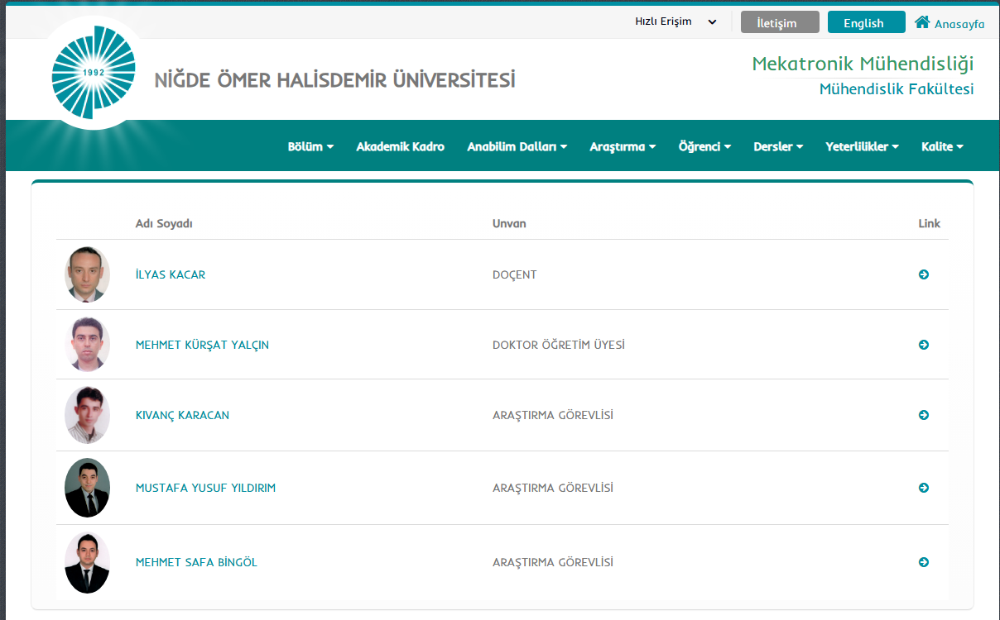 Hızlı Erişim
İletişim
English
Anasayfa
1992
NİĞDE ÖMER HALİSDEMİR ÜNİVERSİTESİ
Mekatronik Mühendisliği
Mühendislik Fakültesi
Bölüm Akademik Kadro Anabilim Dalları Araştırma Öğrenci Dersler Yeterlilikler Kalite
Adı Soyadı Unvan Link
İLYAS KACAR DOÇENT
MEHMET KÜRŞAT YALÇIN DOKTOR ÖĞRETİM ÜYESİ
KIVANÇ KARACAN ARAŞTIRMA GÖREVLİSİ
MUSTAFA YUSUF YILDIRIM ARAŞTIRMA GÖREVLİSİ
MEHMET SAFA BİNGÖL ARAŞTIRMA GÖREVLİSİ